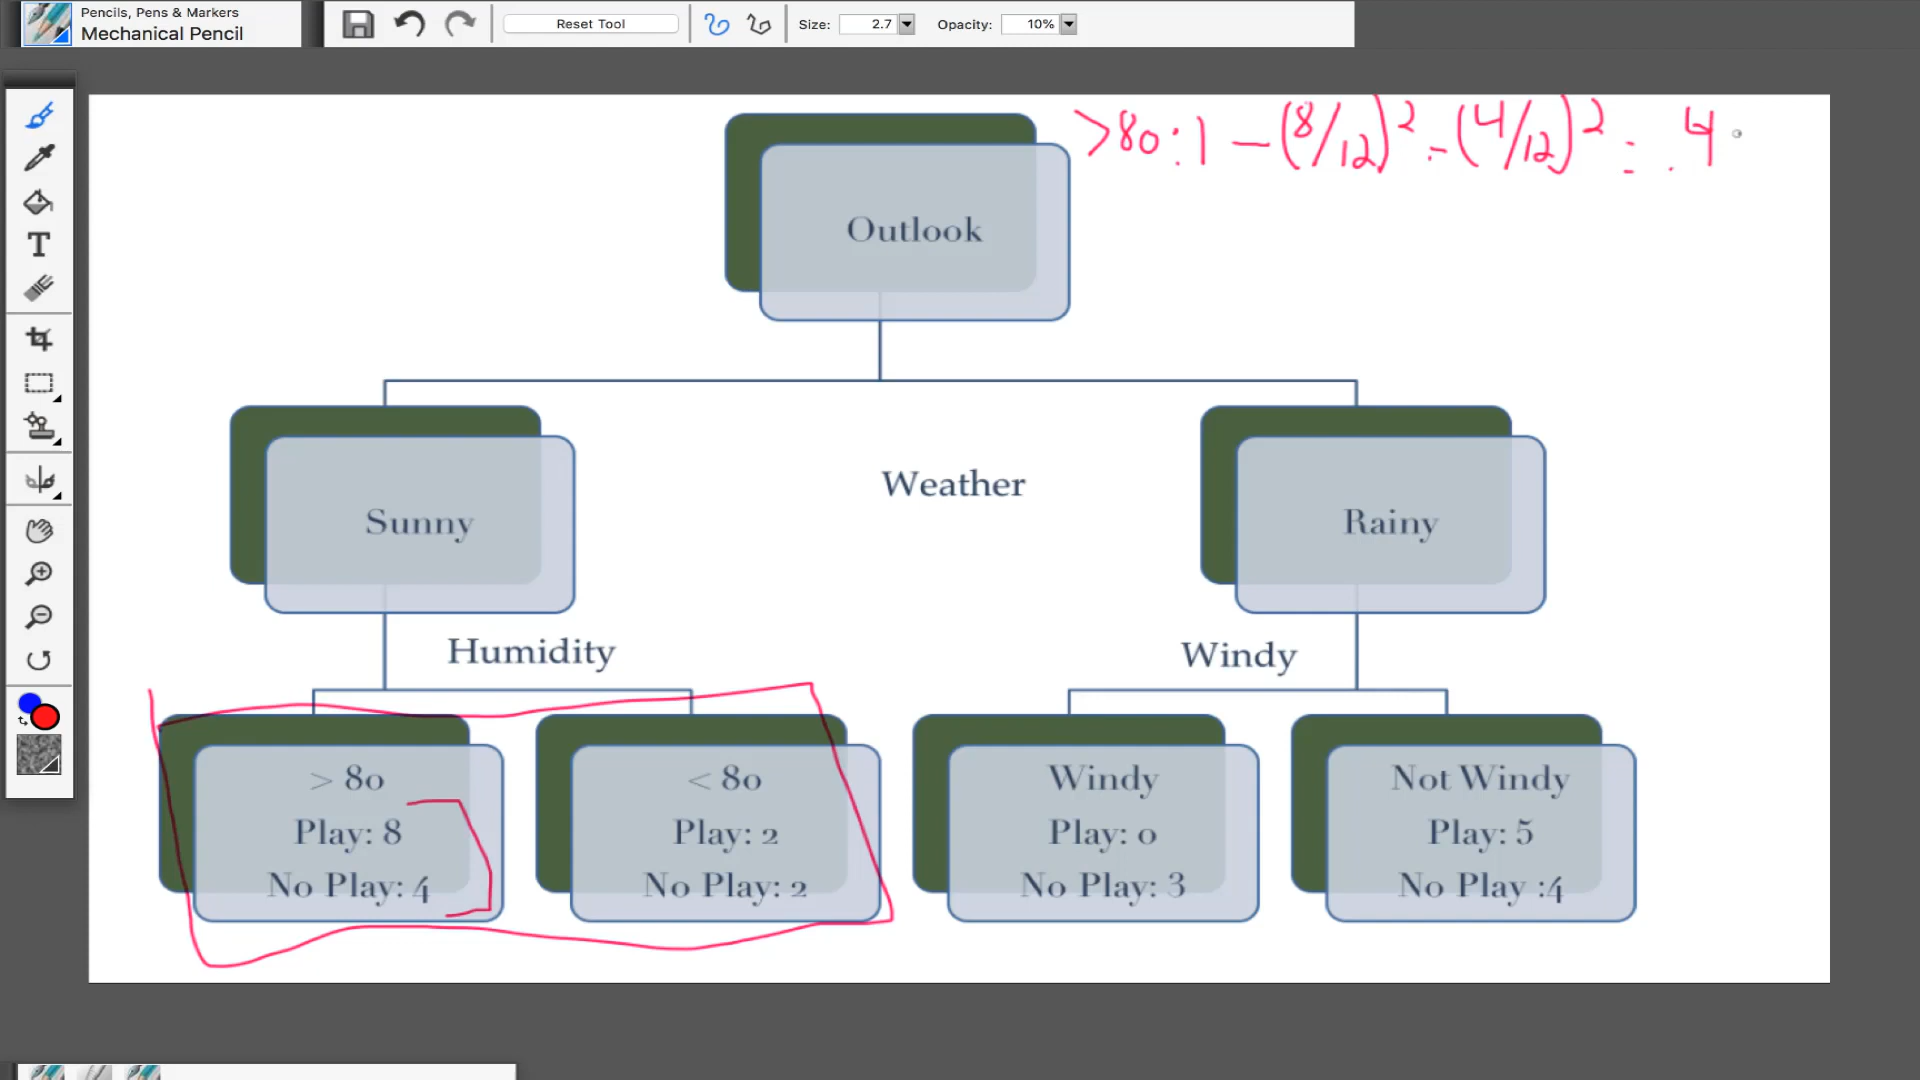 Pencils, Pens & Markers
Mechanical Pencil
Reset Tool
Size: 2.7
Opacity: 10%
>80:1 - (8/12)² - (4/12)² = .4
Outlook
Weather
Sunny
Rainy
Humidity
Windy
> 80
Play: 8
No Play: 4
< 80
Play: 2
No Play: 2
Windy
Play: 0
No Play: 3
Not Windy
Play: 5
No Play :4